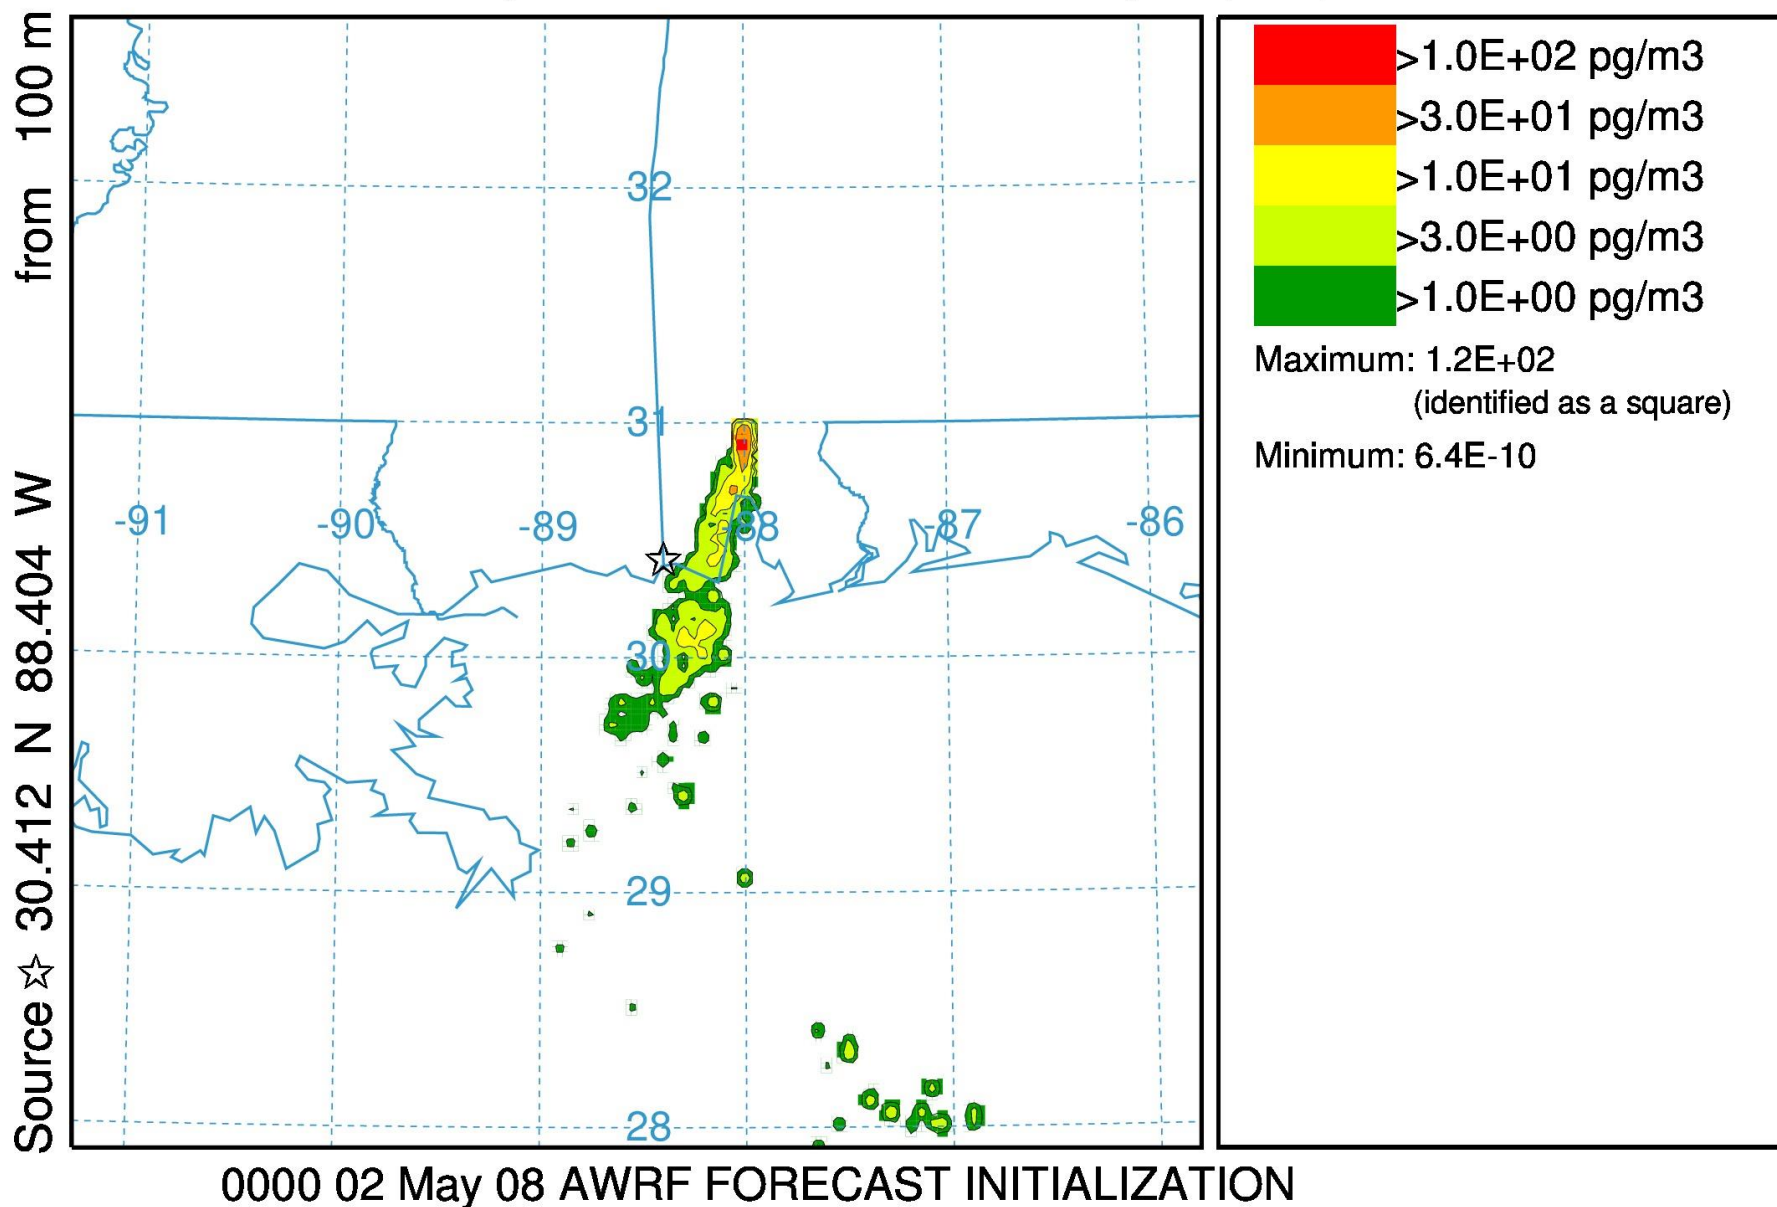 Source ☆ 30.412 N 88.404 W from 100 m
32
31
-91
-90
-89
-88
-87
-86
30
29
28
>1.0E+02 pg/m3
>3.0E+01 pg/m3
>1.0E+01 pg/m3
>3.0E+00 pg/m3
>1.0E+00 pg/m3
Maximum: 1.2E+02
(identified as a square)
Minimum: 6.4E-10
0000 02 May 08 AWRF FORECAST INITIALIZATION